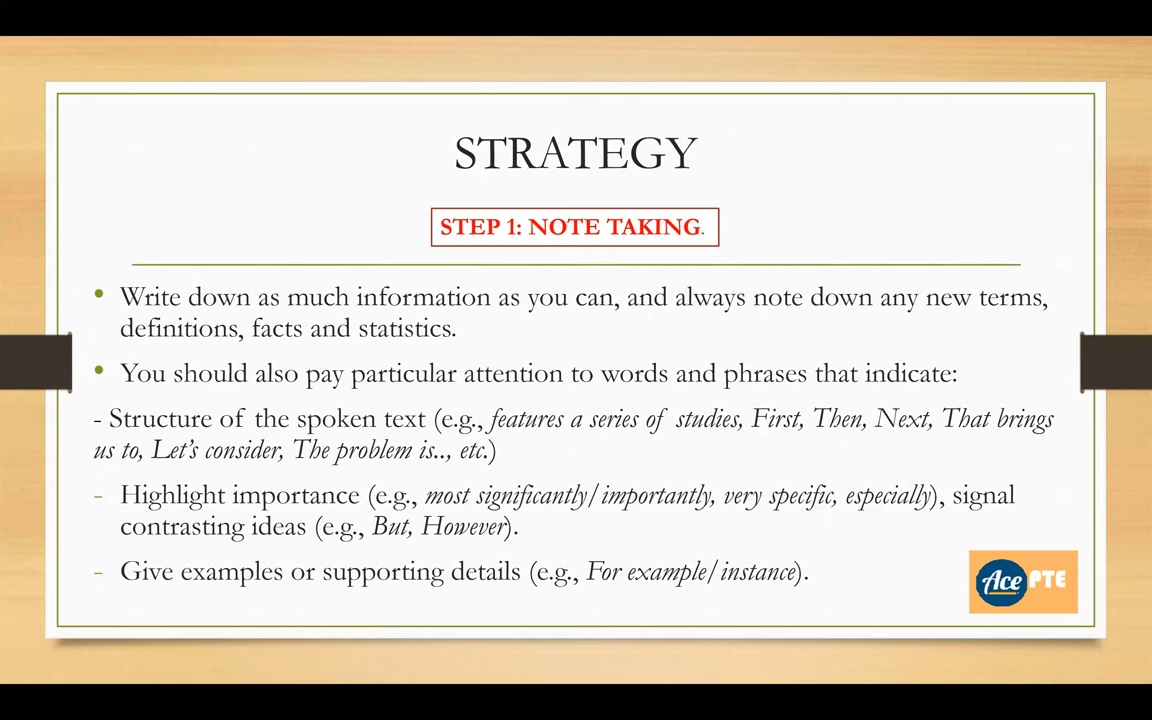 STRATEGY
STEP 1: NOTE TAKING.
• Write down as much information as you can, and always note down any new terms,
definitions, facts and statistics.
• You should also pay particular attention to words and phrases that indicate:
- Structure of the spoken text (e.g., features a series of studies, First, Then, Next, That brings
us to, Let's consider, The problem is.., etc.)
- Highlight importance (e.g., most significantly/importantly, very specific, especially), signal
contrasting ideas (e.g., But, However).
- Give examples or supporting details (e.g., For example/instance).
Ace PTE